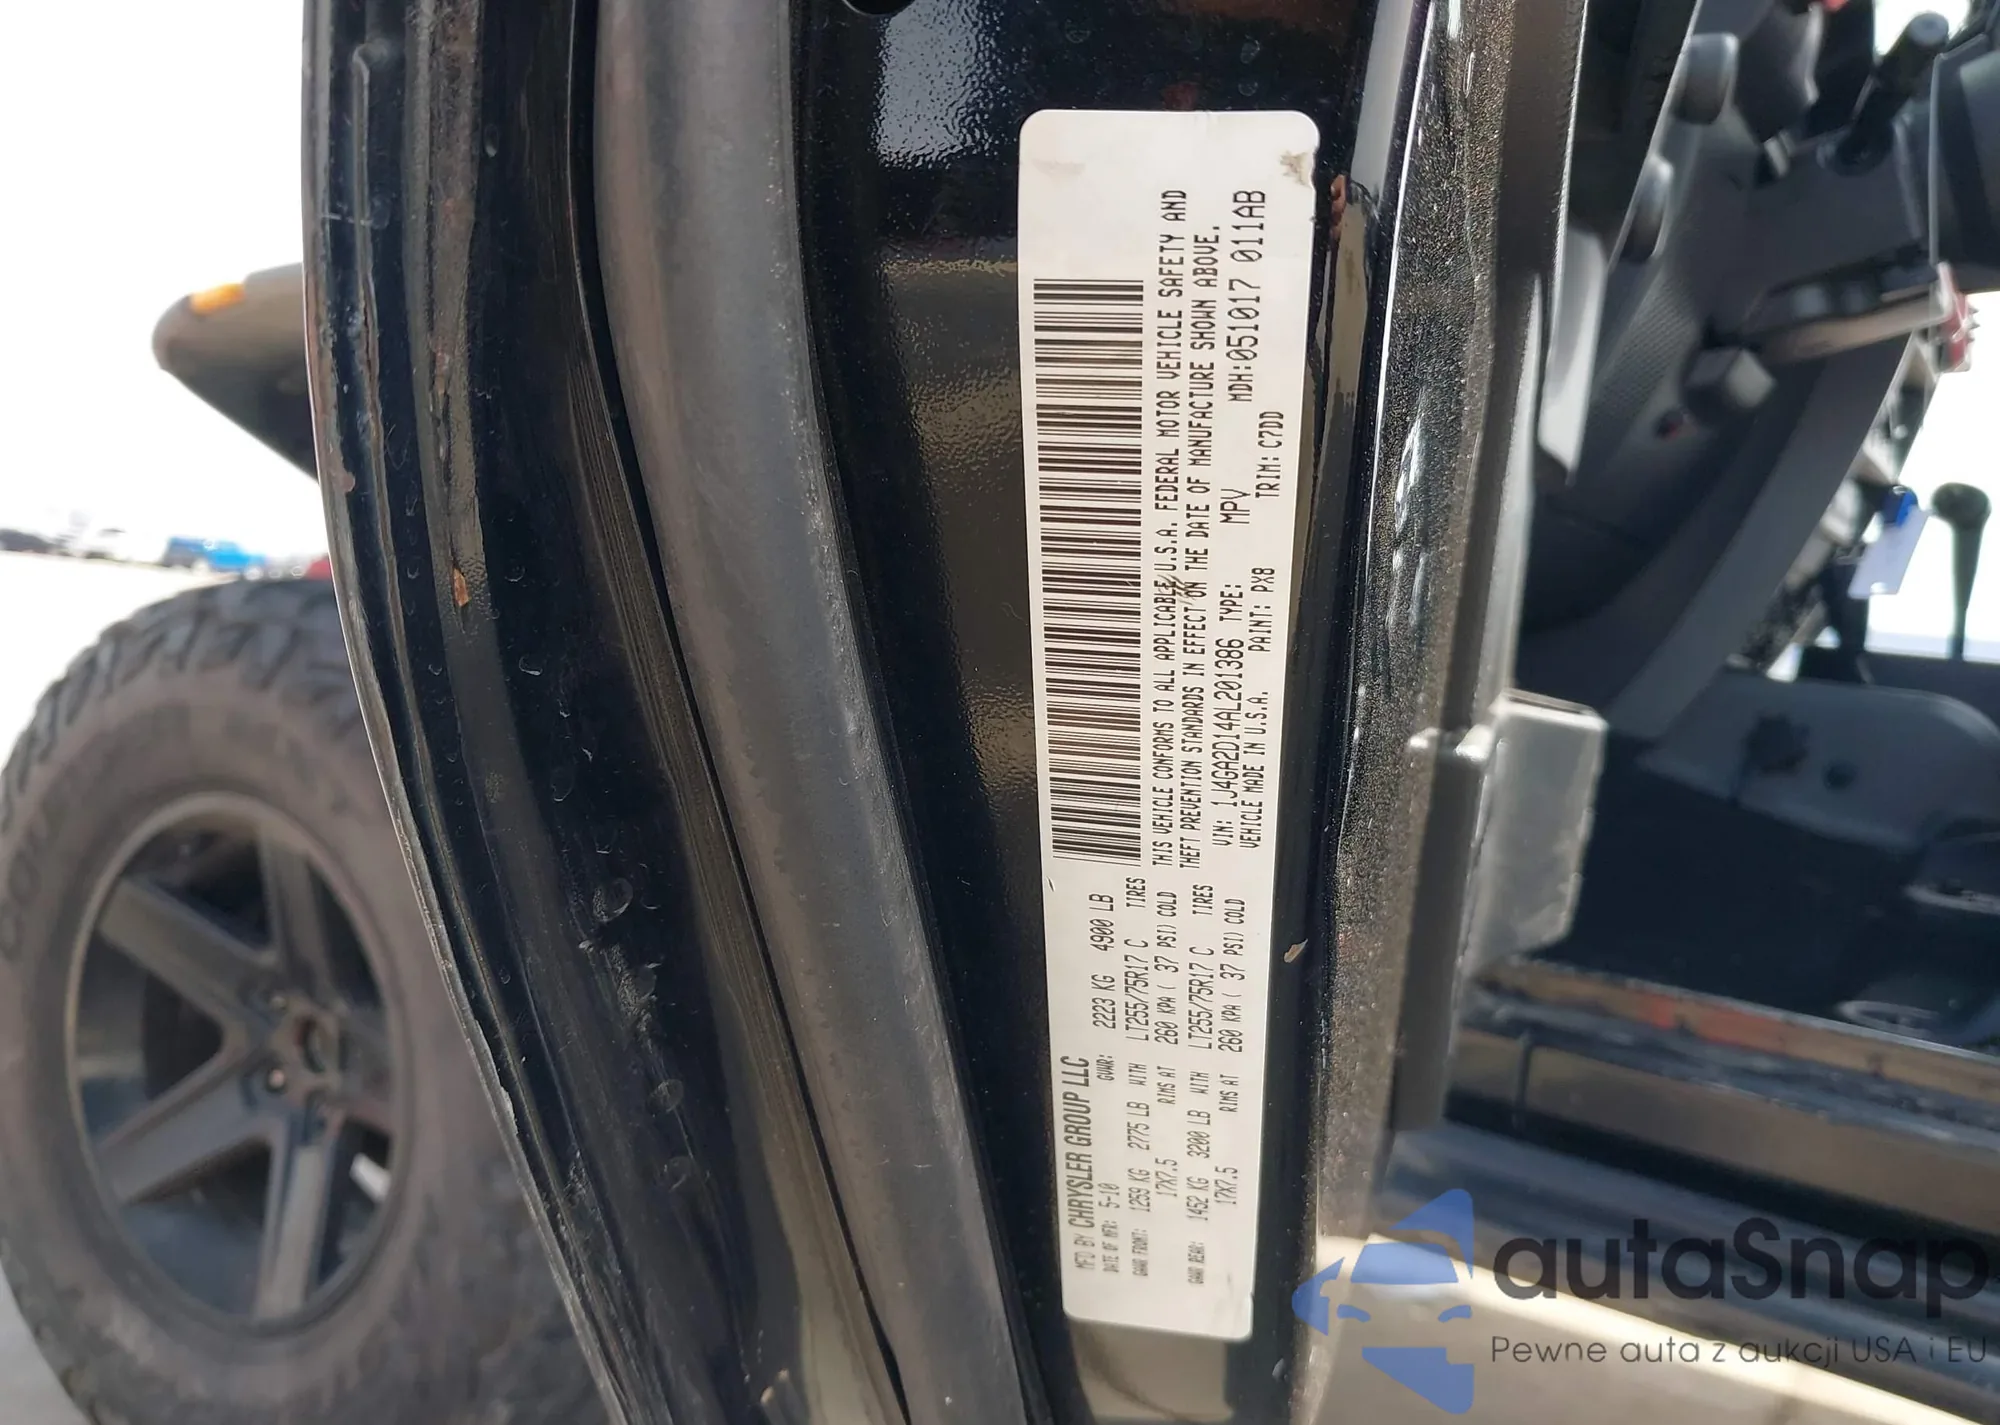 MFD BY CHRYSLER GROUP LLC
DATE OF MFR: 5-10 GVWR: 2223 KG 4900 LB
GAWR FRONT: 1259 KG 2775 LB WITH LT255/75R17 C TIRES
17X7.5 RIMS AT 260 KPA ( 37 PSI) COLD
GAWR REAR: 1452 KG 3200 LB WITH LT255/75R17 C TIRES
17X7.5 RIMS AT 260 KPA ( 37 PSI) COLD
THIS VEHICLE CONFORMS TO ALL APPLICABLE U.S.A. FEDERAL MOTOR VEHICLE SAFETY AND
THEFT PREVENTION STANDARDS IN EFFECT ON THE DATE OF MANUFACTURE SHOWN ABOVE.
VIN: 1J4GA2D14AL201386 TYPE: MPV MDH:051017 011AB
VEHICLE MADE IN U.S.A. PAINT: PX8 TRIM: C7DD
autaSnap
Pewne auta z aukcji USA i EU